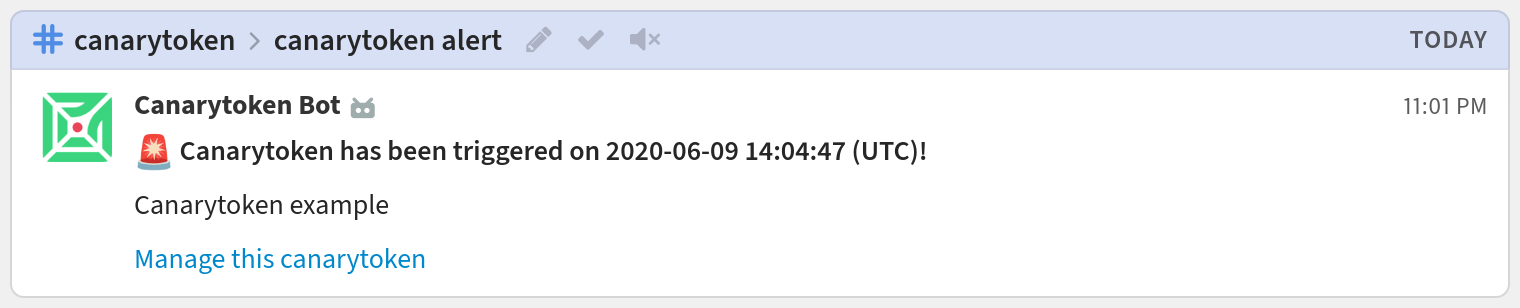 # canarytoken > canarytoken alert TODAY
Canarytoken Bot 11:01 PM
🚨 Canarytoken has been triggered on 2020-06-09 14:04:47 (UTC)!
Canarytoken example
Manage this canarytoken